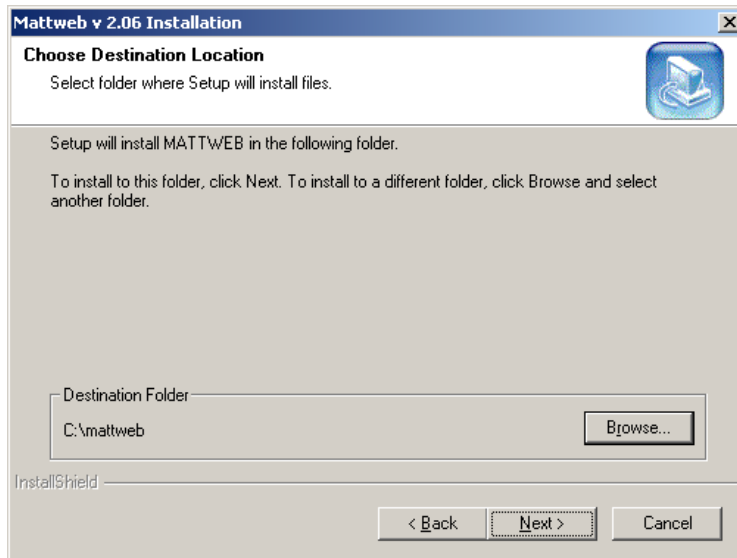 Mattweb v 2.06 Installation
Choose Destination Location
Select folder where Setup will install files.
Setup will install MATTWEB in the following folder.
To install to this folder, click Next. To install to a different folder, click Browse and select
another folder.
Destination Folder
C:\mattweb
Browse...
InstallShield
< Back
Next >
Cancel